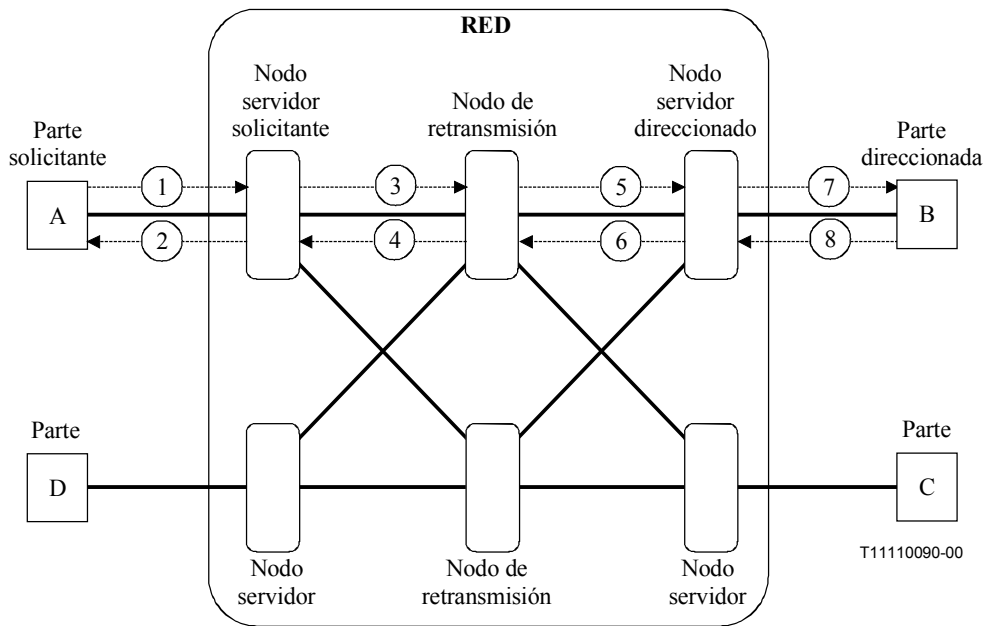 RED
Nodo
servidor
solicitante
Nodo de
retransmisión
Nodo
servidor
direccionado
Parte
solicitante
Parte
direccionada
1
3
5
7
A
B
2
4
6
8
Parte
Parte
D
C
T11110090-00
Nodo
servidor
Nodo de
retransmisión
Nodo
servidor